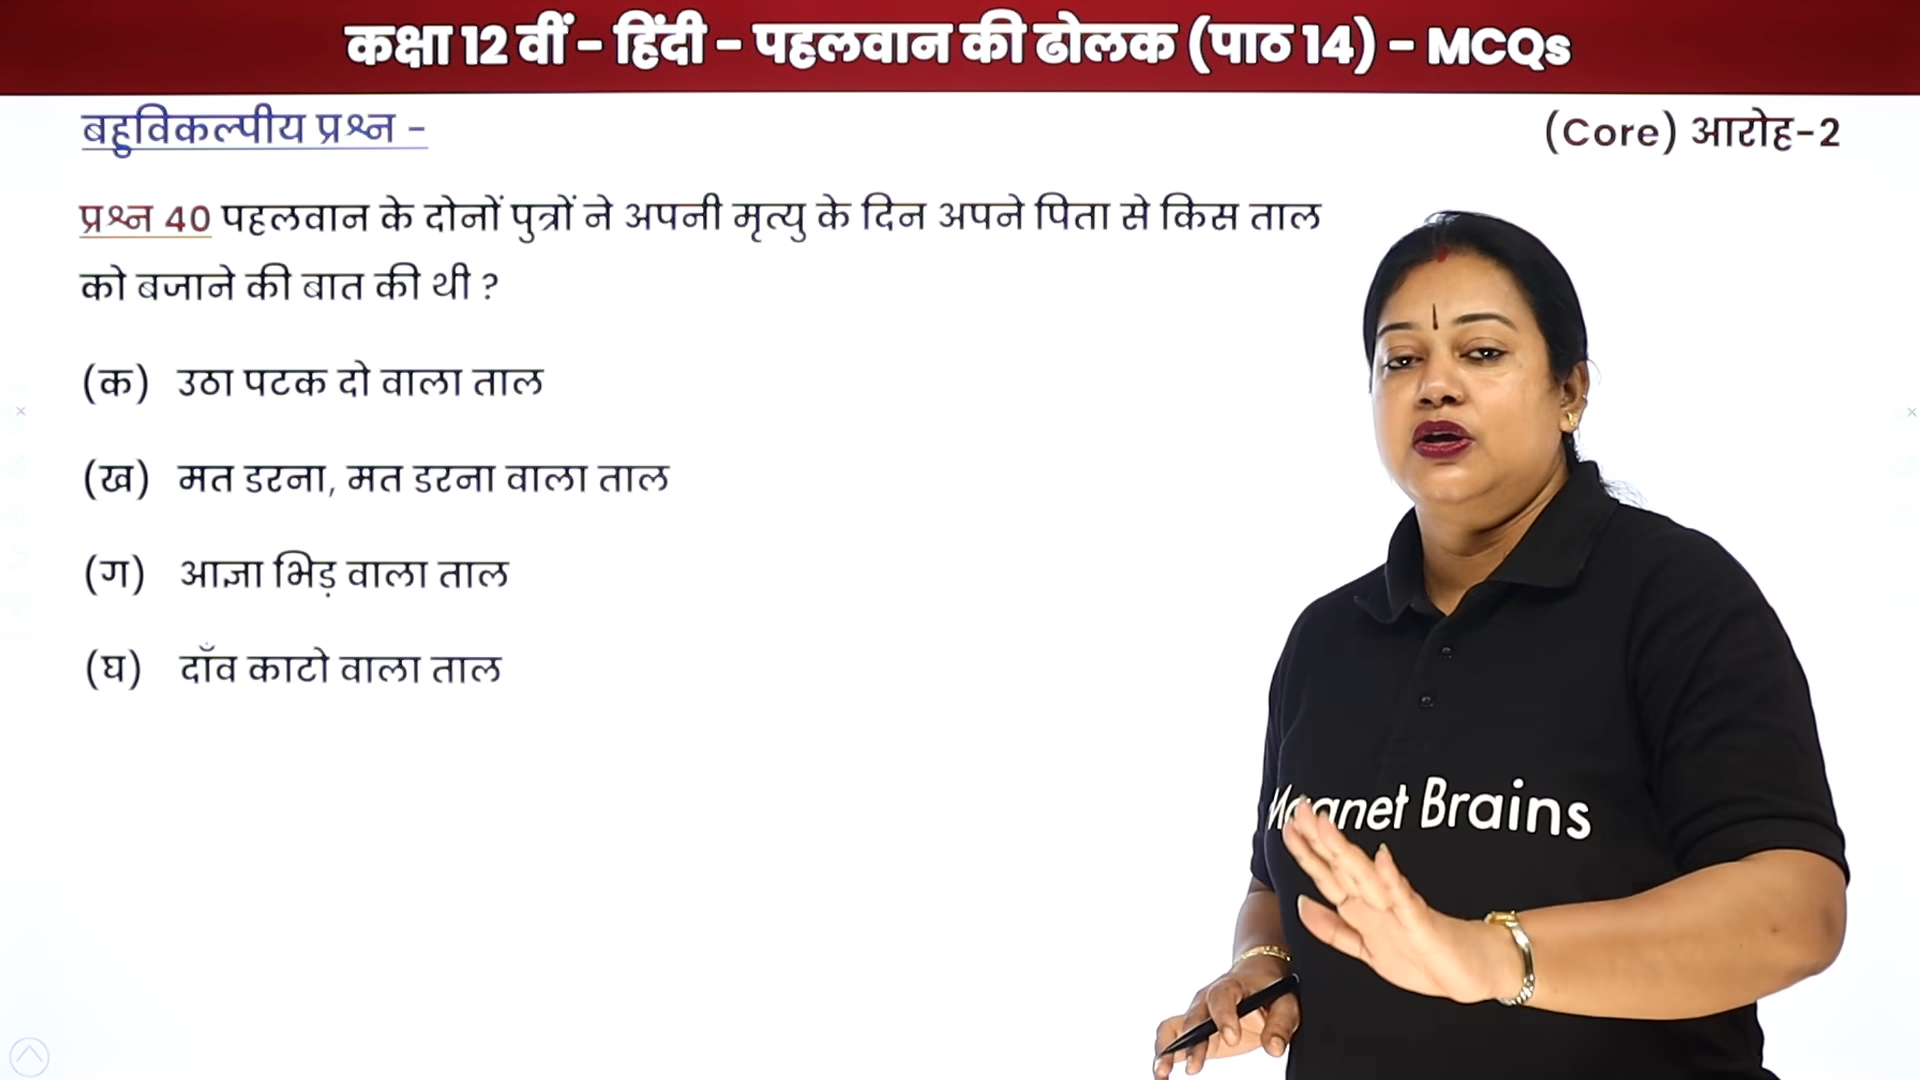 कक्षा 12 वीं – हिंदी – पहलवान की ढोलक (पाठ 14) – MCQs
बहुविकल्पीय प्रश्न –
(Core) आरोह-2
प्रश्न 40 पहलवान के दोनों पुत्रों ने अपनी मृत्यु के दिन अपने पिता से किस ताल
को बजाने की बात की थी ?
(क) उठा पटक दो वाला ताल
(ख) मत डरना, मत डरना वाला ताल
(ग) आज्ञा भिड़ वाला ताल
(घ) दाँव काटो वाला ताल
Magnet Brains